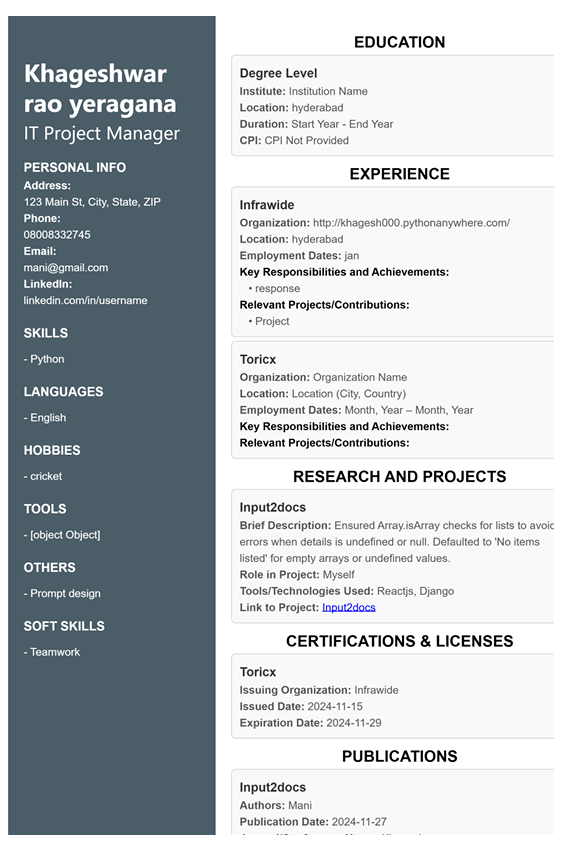 Khageshwar
rao yeragana
IT Project Manager
PERSONAL INFO
Address:
123 Main St, City, State, ZIP
Phone:
08008332745
Email:
mani@gmail.com
LinkedIn:
linkedin.com/in/username
SKILLS
- Python
LANGUAGES
- English
HOBBIES
- cricket
TOOLS
- [object Object]
OTHERS
- Prompt design
SOFT SKILLS
- Teamwork
EDUCATION
Degree Level
Institute: Institution Name
Location: hyderabad
Duration: Start Year - End Year
CPI: CPI Not Provided
EXPERIENCE
Infrawide
Organization: http://khagesh000.pythonanywhere.com/
Location: hyderabad
Employment Dates: jan
Key Responsibilities and Achievements:
• response
Relevant Projects/Contributions:
• Project
Toricx
Organization: Organization Name
Location: Location (City, Country)
Employment Dates: Month, Year – Month, Year
Key Responsibilities and Achievements:
Relevant Projects/Contributions:
RESEARCH AND PROJECTS
Input2docs
Brief Description: Ensured Array.isArray checks for lists to avoid
errors when details is undefined or null. Defaulted to 'No items
listed' for empty arrays or undefined values.
Role in Project: Myself
Tools/Technologies Used: Reactjs, Django
Link to Project: Input2docs
CERTIFICATIONS & LICENSES
Toricx
Issuing Organization: Infrawide
Issued Date: 2024-11-15
Expiration Date: 2024-11-29
PUBLICATIONS
Input2docs
Authors: Mani
Publication Date: 2024-11-27